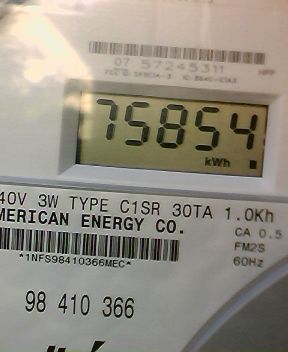 07 57245311
75854
kWh
40V 3W TYPE C1SR 30TA 1.0Kh
MERICAN ENERGY CO.
CA 0.5
FM2S
60Hz
*1NFS98410366MEC*
98 410 366